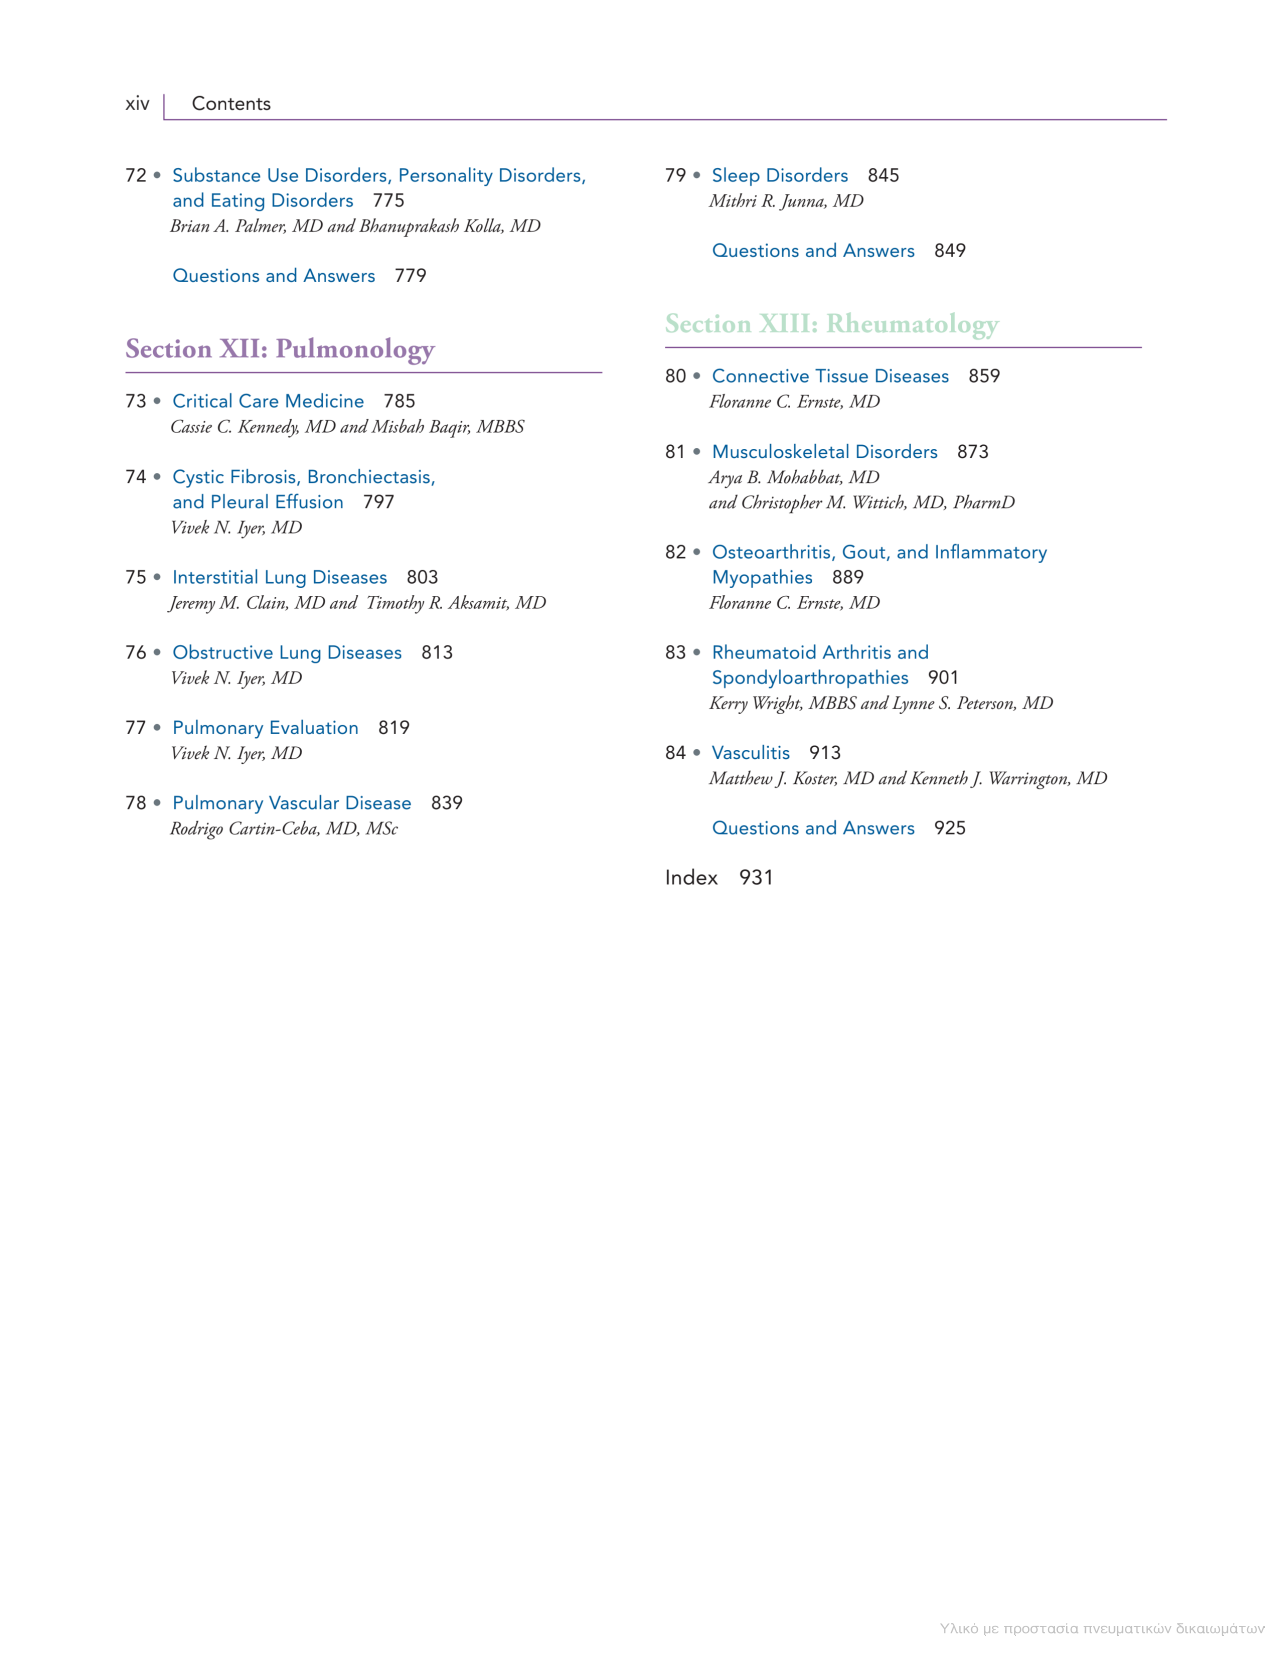 xiv Contents
72 • Substance Use Disorders, Personality Disorders,
and Eating Disorders 775
Brian A. Palmer, MD and Bhanuprakash Kolla, MD
Questions and Answers 779
Section XII: Pulmonology
73 • Critical Care Medicine 785
Cassie C. Kennedy, MD and Misbah Baqir, MBBS
74 • Cystic Fibrosis, Bronchiectasis,
and Pleural Effusion 797
Vivek N. Iyer, MD
75 • Interstitial Lung Diseases 803
Jeremy M. Clain, MD and Timothy R. Aksamit, MD
76 • Obstructive Lung Diseases 813
Vivek N. Iyer, MD
77 • Pulmonary Evaluation 819
Vivek N. Iyer, MD
78 • Pulmonary Vascular Disease 839
Rodrigo Cartin-Ceba, MD, MSc
79 • Sleep Disorders 845
Mithri R. Junna, MD
Questions and Answers 849
Section XIII: Rheumatology
80 • Connective Tissue Diseases 859
Floranne C. Ernste, MD
81 • Musculoskeletal Disorders 873
Arya B. Mohabbat, MD
and Christopher M. Wittich, MD, PharmD
82 • Osteoarthritis, Gout, and Inflammatory
Myopathies 889
Floranne C. Ernste, MD
83 • Rheumatoid Arthritis and
Spondyloarthropathies 901
Kerry Wright, MBBS and Lynne S. Peterson, MD
84 • Vasculitis 913
Matthew J. Koster, MD and Kenneth J. Warrington, MD
Questions and Answers 925
Index 931
Υλικό με προστασία πνευματικών δικαιωμάτων